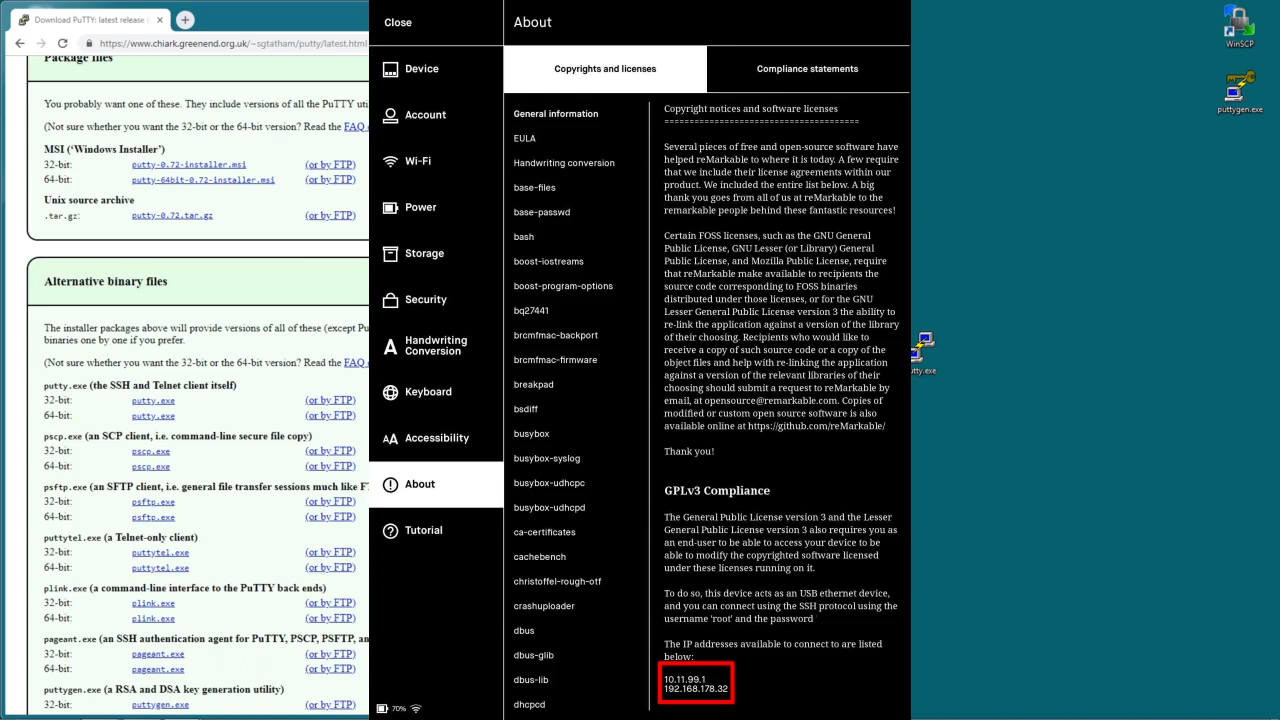 Download PuTTY: latest release (
https://www.chiark.greenend.org.uk/~sgtatham/putty/latest.html
Package files
You probably want one of these. They include versions of all the PuTTY uti
(Not sure whether you want the 32-bit or the 64-bit version? Read the FAQ
MSI (‘Windows Installer’)
32-bit: putty-0.72-installer.msi (or by FTP)
64-bit: putty-64bit-0.72-installer.msi (or by FTP)
Unix source archive
.tar.gz: putty-0.72.tar.gz (or by FTP)
Alternative binary files
The installer packages above will provide versions of all of these (except Pu
binaries one by one if you prefer.
(Not sure whether you want the 32-bit or the 64-bit version? Read the FAQ
putty.exe (the SSH and Telnet client itself)
32-bit: putty.exe (or by FTP)
64-bit: putty.exe (or by FTP)
pscp.exe (an SCP client, i.e. command-line secure file copy)
32-bit: pscp.exe (or by FTP)
64-bit: pscp.exe (or by FTP)
psftp.exe (an SFTP client, i.e. general file transfer sessions much like FT
32-bit: psftp.exe (or by FTP)
64-bit: psftp.exe (or by FTP)
puttytel.exe (a Telnet-only client)
32-bit: puttytel.exe (or by FTP)
64-bit: puttytel.exe (or by FTP)
plink.exe (a command-line interface to the PuTTY back ends)
32-bit: plink.exe (or by FTP)
64-bit: plink.exe (or by FTP)
pageant.exe (an SSH authentication agent for PuTTY, PSCP, PSFTP, an
32-bit: pageant.exe (or by FTP)
64-bit: pageant.exe (or by FTP)
puttygen.exe (a RSA and DSA key generation utility)
32-bit: puttygen.exe (or by FTP)
Close
Device
Account
Wi-Fi
Power
Storage
Security
Handwriting
Conversion
Keyboard
Accessibility
About
Tutorial
70%
About
Copyrights and licenses
Compliance statements
General information
EULA
Handwriting conversion
base-files
base-passwd
bash
boost-iostreams
boost-program-options
bq27441
brcmfmac-backport
brcmfmac-firmware
breakpad
bsdiff
busybox
busybox-syslog
busybox-udhcpc
busybox-udhcpd
ca-certificates
cachebench
christoffel-rough-otf
crashuploader
dbus
dbus-glib
dbus-lib
dhcpcd
Copyright notices and software licenses
=======================================
Several pieces of free and open-source software have
helped reMarkable to where it is today. A few require
that we include their license agreements within our
product. We included the entire list below. A big
thank you goes from all of us at reMarkable to the
remarkable people behind these fantastic resources!
Certain FOSS licenses, such as the GNU General
Public License, GNU Lesser (or Library) General
Public License, and Mozilla Public License, require
that reMarkable make available to recipients the
source code corresponding to FOSS binaries
distributed under those licenses, or for the GNU
Lesser General Public License version 3 the ability to
re-link the application against a version of the library
of their choosing. Recipients who would like to
receive a copy of such source code or a copy of the
object files and help with re-linking the application
against a version of the relevant libraries of their
choosing should submit a request to reMarkable by
email, at opensource@remarkable.com. Copies of
modified or custom open source software is also
available online at https://github.com/reMarkable/
Thank you!
GPLv3 Compliance
The General Public License version 3 and the Lesser
General Public License version 3 also requires you as
an end-user to be able to access your device to be
able to modify the copyrighted software licensed
under these licenses running on it.
To do so, this device acts as an USB ethernet device,
and you can connect using the SSH protocol using the
username 'root' and the password '
The IP addresses available to connect to are listed
below:
10.11.99.1
192.168.178.32
WinSCP
puttygen.exe
utty.exe